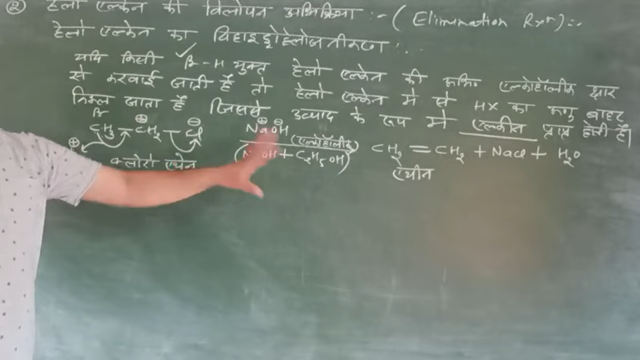 ② हैलो एल्केन की विलोपन अभिक्रिया :- (Elimination Rxn) :-
हैलो एल्केन का विहाइड्रोहैलोजनीकरण :-
यदि किसी β-H युक्त हैलो एल्केन की क्रिया एल्कोहॉलीक क्षार
से करवाई जाती है तो हैलो एल्केन में से HX का अणु बाहर
निकल जाता है जिससे उत्पाद के रूप में एल्कीन प्राप्त होती है।
β ⊕ ⊖ ⊕ ⊖
CH₃ CH₂ - Cl NaOH (एल्कोहॉलीक)
⊕ क्लोरो एथेन OH + C₂H₅OH) CH₂ = CH₂ + NaCl + H₂O
एथीन